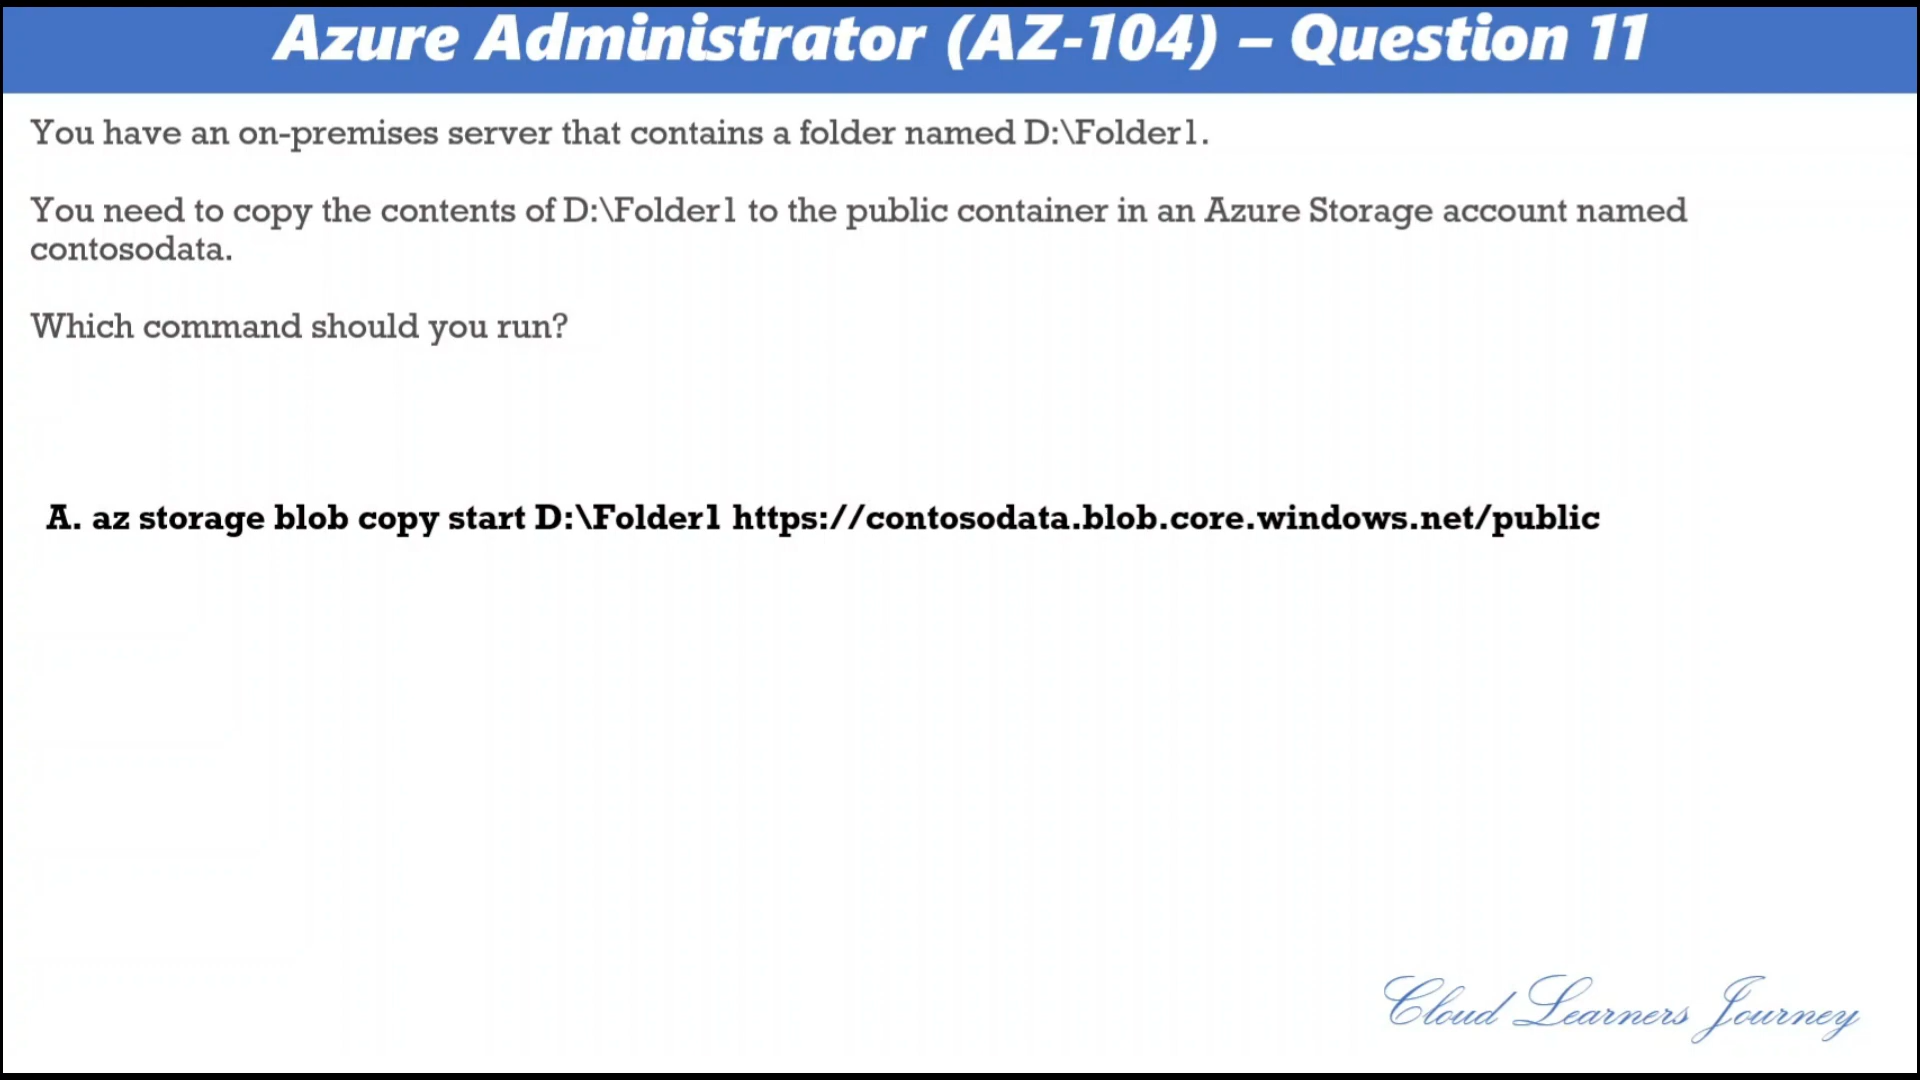 Azure Administrator (AZ-104) – Question 11
You have an on-premises server that contains a folder named D:\Folder1.
You need to copy the contents of D:\Folder1 to the public container in an Azure Storage account named
contosodata.
Which command should you run?
A. az storage blob copy start D:\Folder1 https://contosodata.blob.core.windows.net/public
Cloud Learners Journey